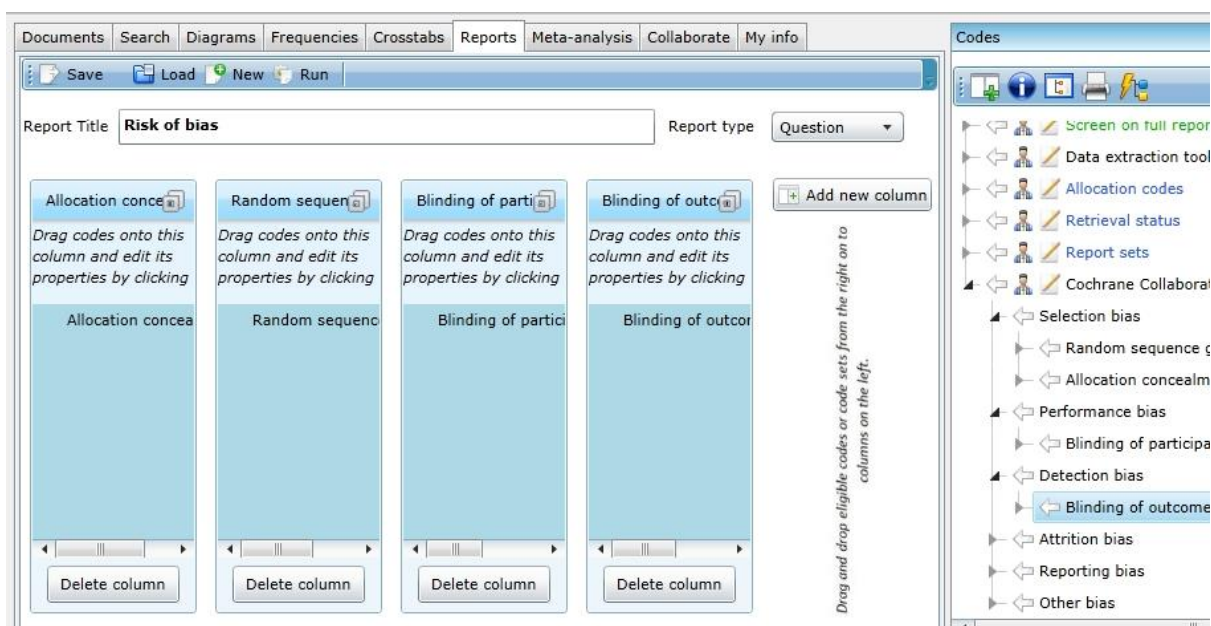 Documents Search Diagrams Frequencies Crosstabs Reports Meta-analysis Collaborate My info
Save Load New Run
Report Title Risk of bias Report type Question
Allocation conce
Drag codes onto this
column and edit its
properties by clicking
Allocation concea
Delete column
Random sequen
Drag codes onto this
column and edit its
properties by clicking
Random sequenc
Delete column
Blinding of parti
Drag codes onto this
column and edit its
properties by clicking
Blinding of partici
Delete column
Blinding of outc
Drag codes onto this
column and edit its
properties by clicking
Blinding of outcor
Delete column
Add new column
Drag and drop eligible codes or code sets from the right on to
columns on the left.
Codes
Screen on full repor
Data extraction tool
Allocation codes
Retrieval status
Report sets
Cochrane Collaborat
Selection bias
Random sequence g
Allocation concealm
Performance bias
Blinding of participa
Detection bias
Blinding of outcome
Attrition bias
Reporting bias
Other bias